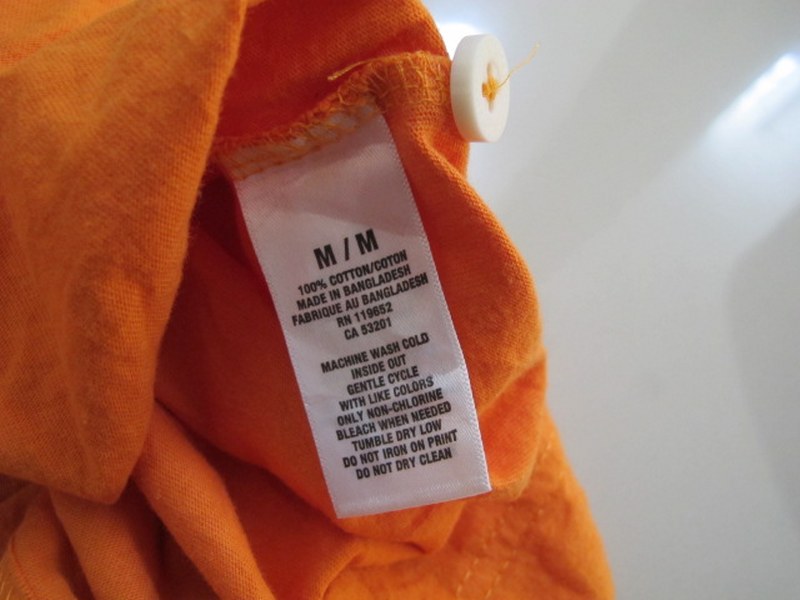 M / M
100% COTTON/COTON
MADE IN BANGLADESH
FABRIQUE AU BANGLADESH
RN 119652
CA 53201
MACHINE WASH COLD
INSIDE OUT
GENTLE CYCLE
WITH LIKE COLORS
ONLY NON-CHLORINE
BLEACH WHEN NEEDED
TUMBLE DRY LOW
DO NOT IRON ON PRINT
DO NOT DRY CLEAN